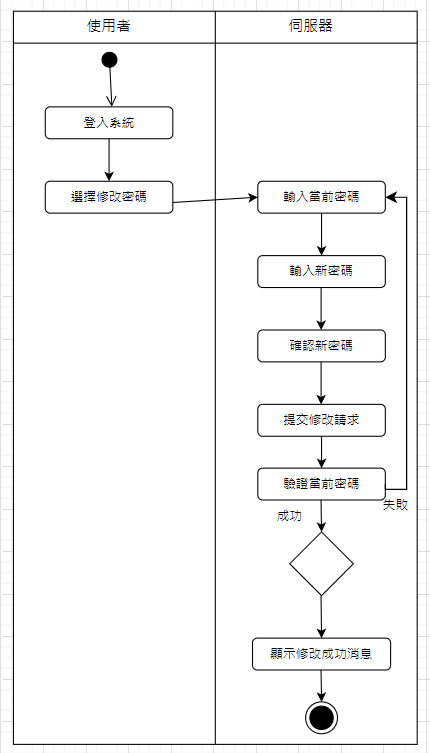 使用者
伺服器
登入系統
選擇修改密碼
輸入當前密碼
輸入新密碼
確認新密碼
提交修改請求
驗證當前密碼
失敗
成功
顯示修改成功消息